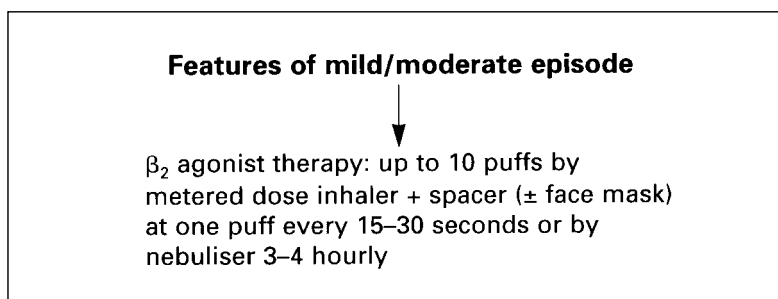 Features of mild/moderate episode
β₂ agonist therapy: up to 10 puffs by
metered dose inhaler + spacer (± face mask)
at one puff every 15–30 seconds or by
nebuliser 3–4 hourly